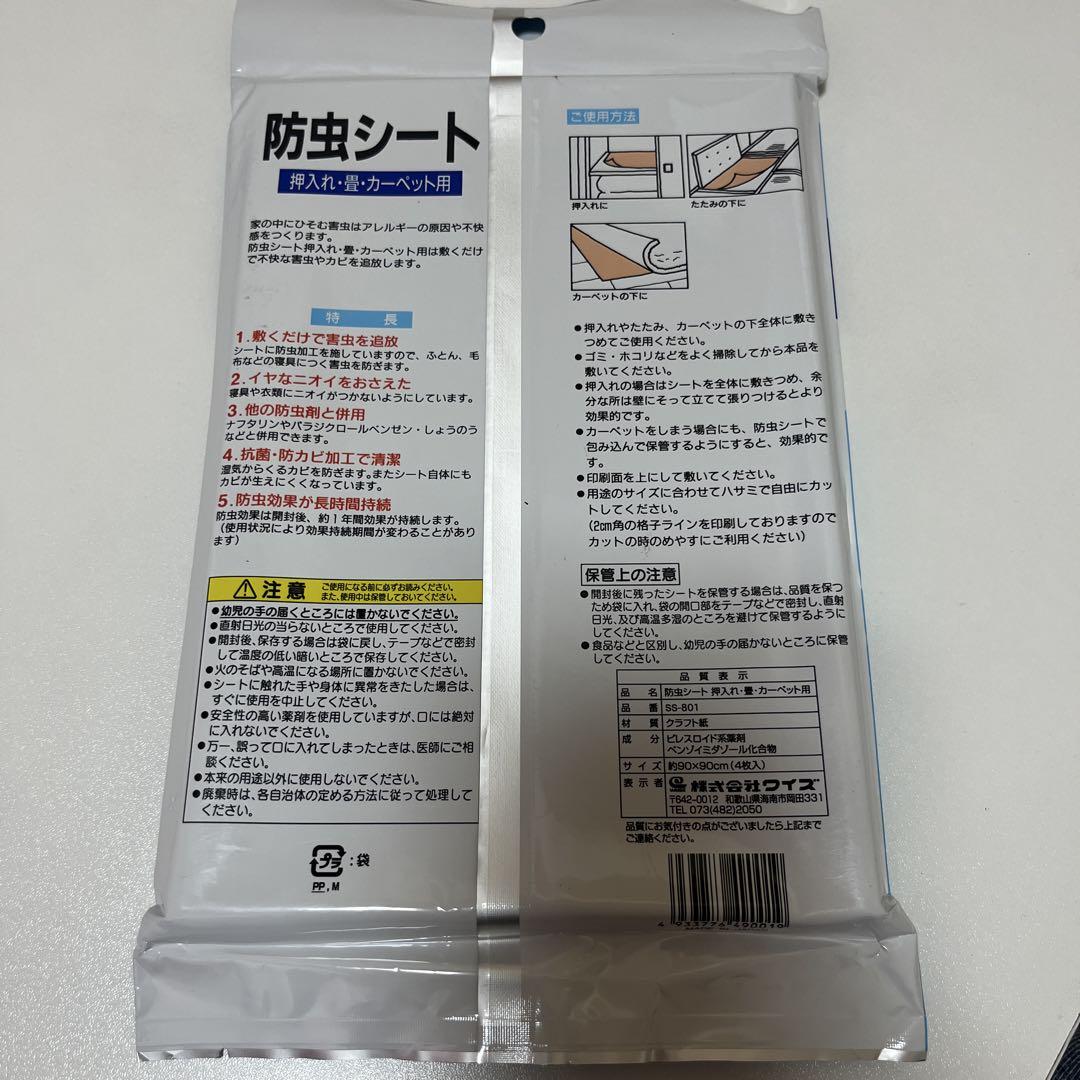 防虫シート
押入れ・畳・カーペット用
家の中にひそむ害虫はアレルギーの原因や不快
感をつくります。
防虫シート押入れ・畳・カーペット用は敷くだけ
で不快な害虫やカビを追放します。
特 長
1.敷くだけで害虫を追放
シートに防虫加工を施していますので、ふとん、毛
布などの寝具につく害虫を防ぎます。
2.イヤなニオイをおさえた
寝具や衣類にニオイがつかないようにしています。
3.他の防虫剤と併用
ナフタリンやパラジクロールベンゼン・しょうのう
などと併用できます。
4.抗菌・防カビ加工で清潔
湿気からくるカビを防ぎます。またシート自体にも
カビが生えにくくなっています。
5.防虫効果が長時間持続
防虫効果は開封後、約1年間効果が持続します。
(使用状況により効果持続期間が変わることがあり
ます)
注意
ご使用になる前に必ずお読みください。
また、使用中は保管しておいてください。
●幼児の手の届くところには置かないでください。
●直射日光の当らないところで使用してください。
●開封後、保存する場合は袋に戻し、テープなどで密封
して温度の低い暗いところで保存してください。
●火のそばや高温になる場所に置かないでください。
●シートに触れた手や身体に異常をきたした場合は、
すぐに使用を中止してください。
●安全性の高い薬剤を使用していますが、口には絶対
に入れないでください。
●万一、誤って口に入れてしまったときは、医師にご相
談ください。
●本来の用途以外に使用しないでください。
●廃棄時は、各自治体の定める方法に従って処理して
ください。
プラ :袋
PP,M
ご使用方法
押入れに
たたみの下に
カーペットの下に
●押入れやたたみ、カーペットの下全体に敷き
つめてご使用ください。
●ゴミ・ホコリなどをよく掃除してから本品を
敷いてください。
●押入れの場合はシートを全体に敷きつめ、余
分な所は壁にそって立てて張りつけるとより
効果的です。
●カーペットをしまう場合にも、防虫シートで
包み込んで保管するようにすると、効果的で
す。
●印刷面を上にして敷いてください。
●用途のサイズに合わせてハサミで自由にカッ
トしてください。
(2cm角の格子ラインを印刷しておりますので
カットの時のめやすにご利用ください)
保管上の注意
●開封後に残ったシートを保管する場合は、品質を保つ
ため袋に入れ、袋の開口部をテープなどで密封し、直射
日光、及び高温多湿のところを避けて保管するように
してください。
●食品などと区別し、幼児の手の届かないところに保管
してください。
品質表示
品名 防虫シート 押入れ・畳・カーペット用
品番 SS-801
材質 クラフト紙
成分 ピレスロイド系薬剤
ベンゾイミダゾール化合物
サイズ 約90×90cm(4枚入)
表示者 株式会社ワイズ
〒642-0012 和歌山県海南市岡田331
TEL 073(482)2050
品質にお気付きの点がございましたら上記まで
ご連絡ください。
4 933776 490019